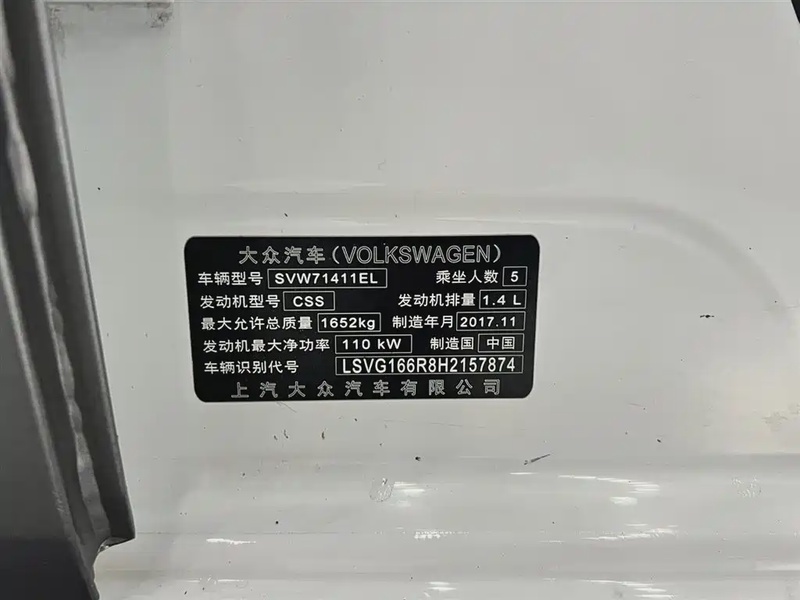 大众汽车(VOLKSWAGEN)
车辆型号 SVW71411EL 乘坐人数 5
发动机型号 CSS 发动机排量 1.4 L
最大允许总质量 1652kg 制造年月 2017.11
发动机最大净功率 110 kW 制造国 中国
车辆识别代号 LSVG166R8H2157874
上汽大众汽车有限公司